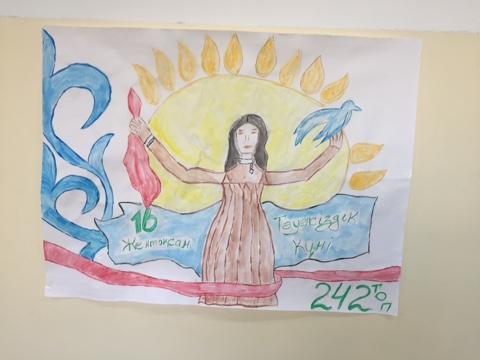 16
Желтоқсан
Тәуелсіздік
Күні
242 ТОП